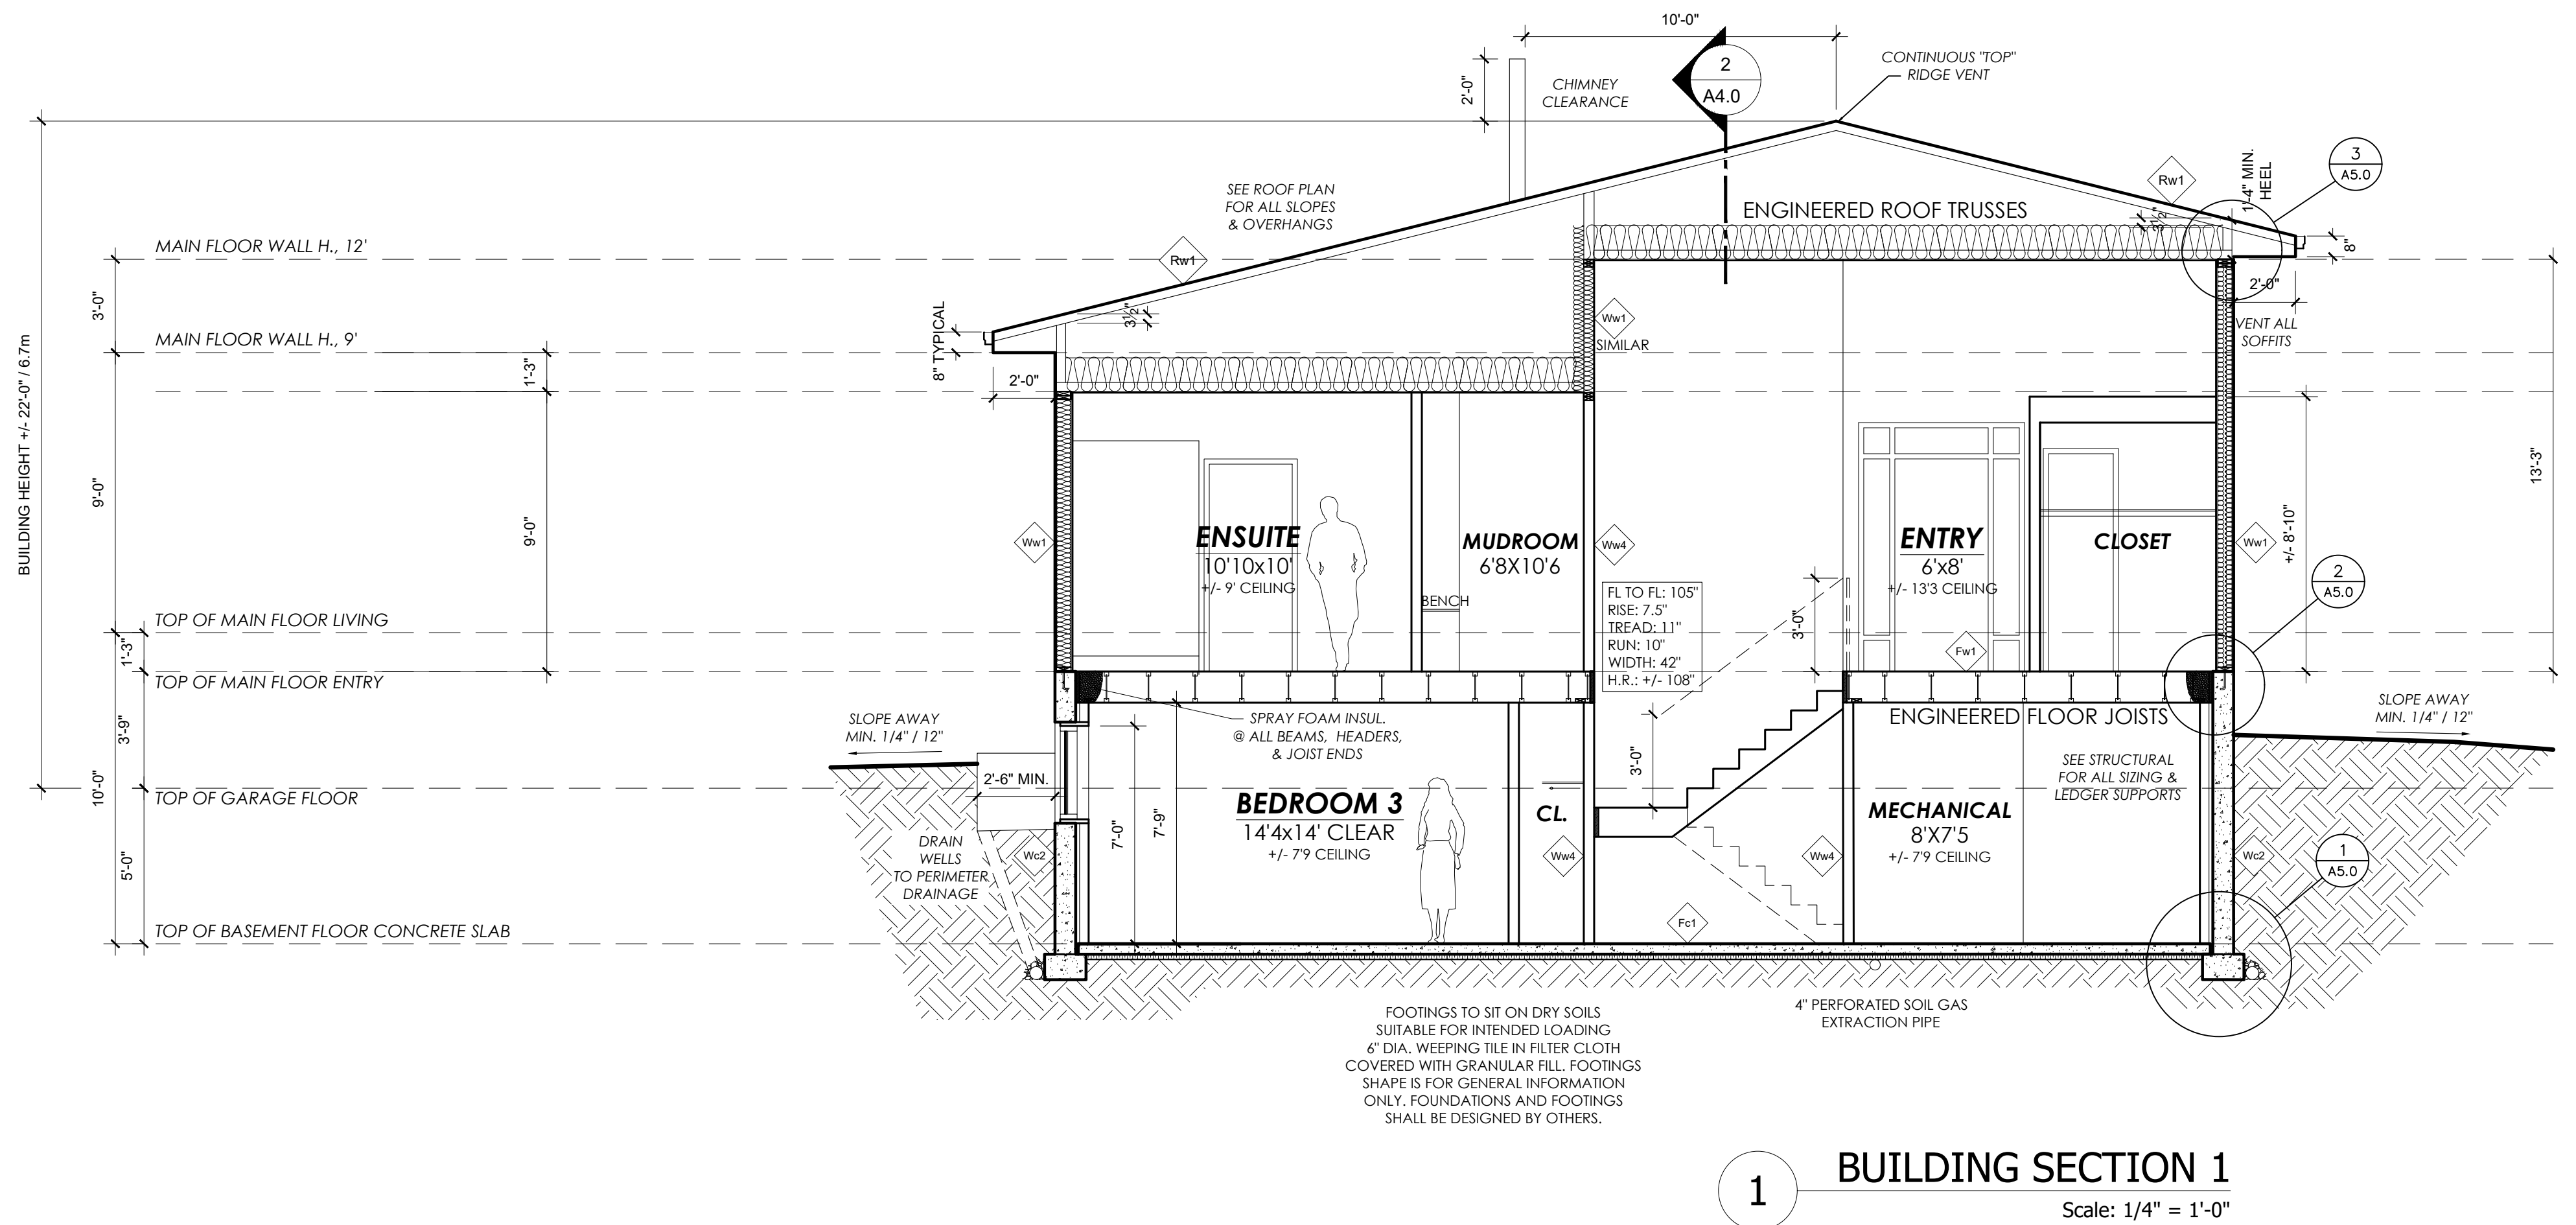 10'-0"
2
A4.0
CONTINUOUS "TOP"
RIDGE VENT
2'-0"
CHIMNEY
CLEARANCE
3
A5.0
1'-4" MIN.
HEEL
Rw1
SEE ROOF PLAN
FOR ALL SLOPES
& OVERHANGS
ENGINEERED ROOF TRUSSES
3½"
8"
MAIN FLOOR WALL H., 12'
Rw1
2'-0"
3'-0"
8" TYPICAL
3½"
Ww1
SIMILAR
VENT ALL
SOFFITS
MAIN FLOOR WALL H., 9'
1'-3"
2'-0"
BUILDING HEIGHT +/- 22'-0" / 6.7m
9'-0"
9'-0"
13'-3"
+/- 8'-10"
Ww1
ENSUITE
10'10x10'
+/- 9' CEILING
MUDROOM
6'8X10'6
Ww4
ENTRY
6'x8'
+/- 13'3 CEILING
CLOSET
Ww1
2
A5.0
BENCH
FL TO FL: 105"
RISE: 7.5"
TREAD: 11"
RUN: 10"
WIDTH: 42"
H.R.: +/- 108"
3'-0"
Fw1
TOP OF MAIN FLOOR LIVING
1'-3"
TOP OF MAIN FLOOR ENTRY
3'-9"
10'-0"
SLOPE AWAY
MIN. 1/4" / 12"
SPRAY FOAM INSUL.
@ ALL BEAMS, HEADERS,
& JOIST ENDS
3'-0"
ENGINEERED FLOOR JOISTS
SEE STRUCTURAL
FOR ALL SIZING &
LEDGER SUPPORTS
SLOPE AWAY
MIN. 1/4" / 12"
2'-6" MIN.
TOP OF GARAGE FLOOR
BEDROOM 3
14'4x14' CLEAR
+/- 7'9 CEILING
CL.
MECHANICAL
8'X7'5
+/- 7'9 CEILING
7'-0"
7'-9"
5'-0"
DRAIN
WELLS
TO PERIMETER
DRAINAGE
Wc2
Ww4
Ww4
Wc2
1
A5.0
Fc1
TOP OF BASEMENT FLOOR CONCRETE SLAB
FOOTINGS TO SIT ON DRY SOILS
SUITABLE FOR INTENDED LOADING
6" DIA. WEEPING TILE IN FILTER CLOTH
COVERED WITH GRANULAR FILL. FOOTINGS
SHAPE IS FOR GENERAL INFORMATION
ONLY. FOUNDATIONS AND FOOTINGS
SHALL BE DESIGNED BY OTHERS.
4" PERFORATED SOIL GAS
EXTRACTION PIPE
1
BUILDING SECTION 1
Scale: 1/4" = 1'-0"